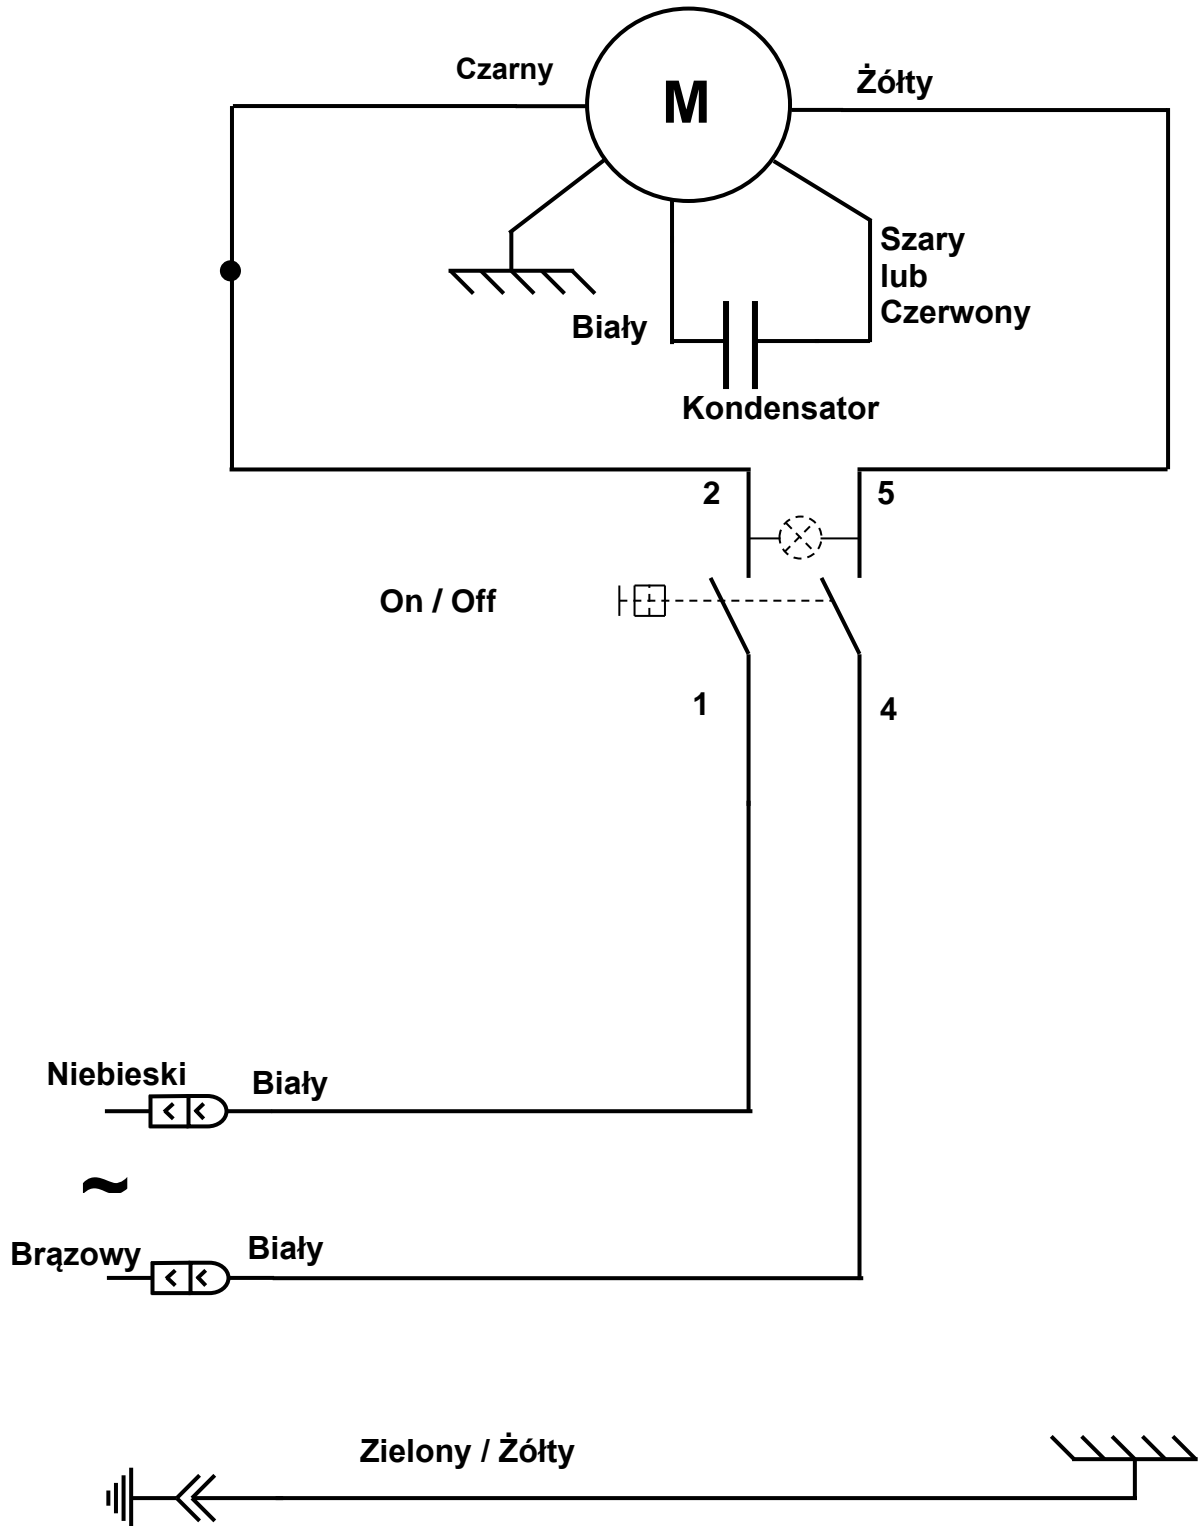 Czarny
M
Żółty
Szary
lub
Czerwony
Biały
Kondensator
2
5
On / Off
1
4
Niebieski
Biały
~
Brązowy
Biały
Zielony / Żółty